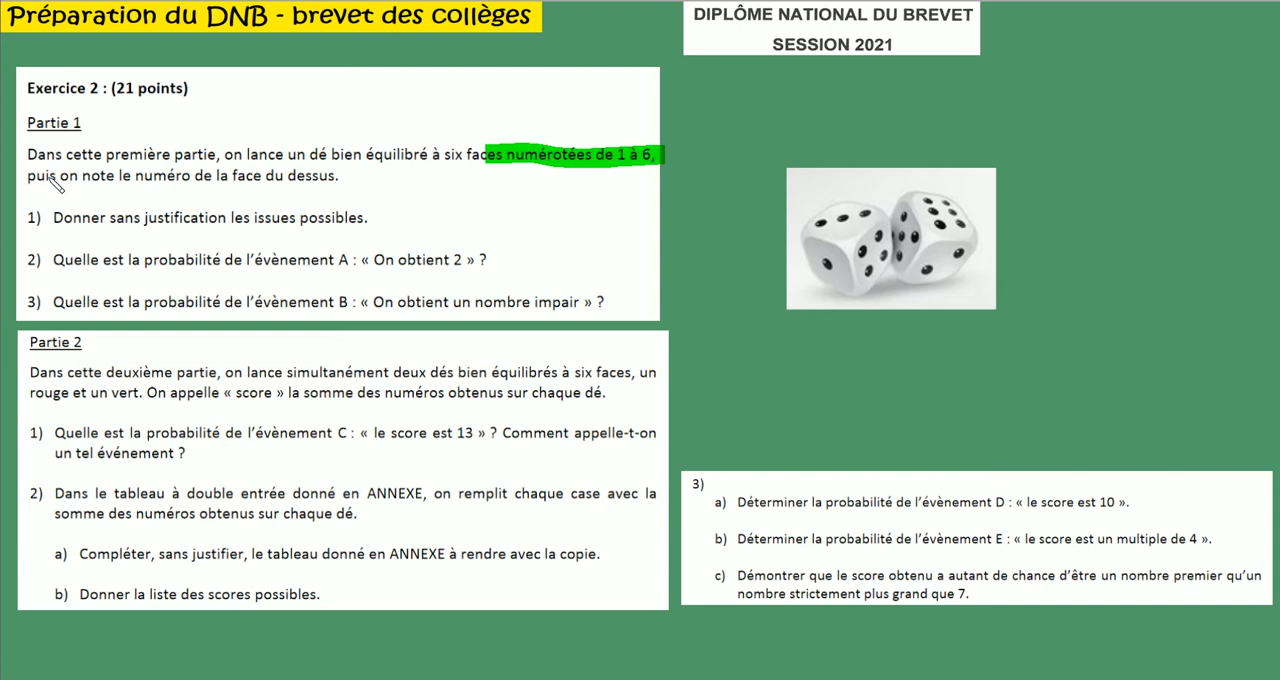 Préparation du DNB - brevet des collèges
DIPLÔME NATIONAL DU BREVET
SESSION 2021
Exercice 2 : (21 points)
Partie 1
Dans cette première partie, on lance un dé bien équilibré à six faces numérotées de 1 à 6,
puis on note le numéro de la face du dessus.
1) Donner sans justification les issues possibles.
2) Quelle est la probabilité de l'évènement A : « On obtient 2 » ?
3) Quelle est la probabilité de l'évènement B : « On obtient un nombre impair » ?
Partie 2
Dans cette deuxième partie, on lance simultanément deux dés bien équilibrés à six faces, un
rouge et un vert. On appelle « score » la somme des numéros obtenus sur chaque dé.
1) Quelle est la probabilité de l'évènement C : « le score est 13 » ? Comment appelle-t-on
un tel événement ?
2) Dans le tableau à double entrée donné en ANNEXE, on remplit chaque case avec la
somme des numéros obtenus sur chaque dé.
a) Compléter, sans justifier, le tableau donné en ANNEXE à rendre avec la copie.
b) Donner la liste des scores possibles.
3)
a) Déterminer la probabilité de l'évènement D : « le score est 10 ».
b) Déterminer la probabilité de l'évènement E : « le score est un multiple de 4 ».
c) Démontrer que le score obtenu a autant de chance d'être un nombre premier qu'un
nombre strictement plus grand que 7.